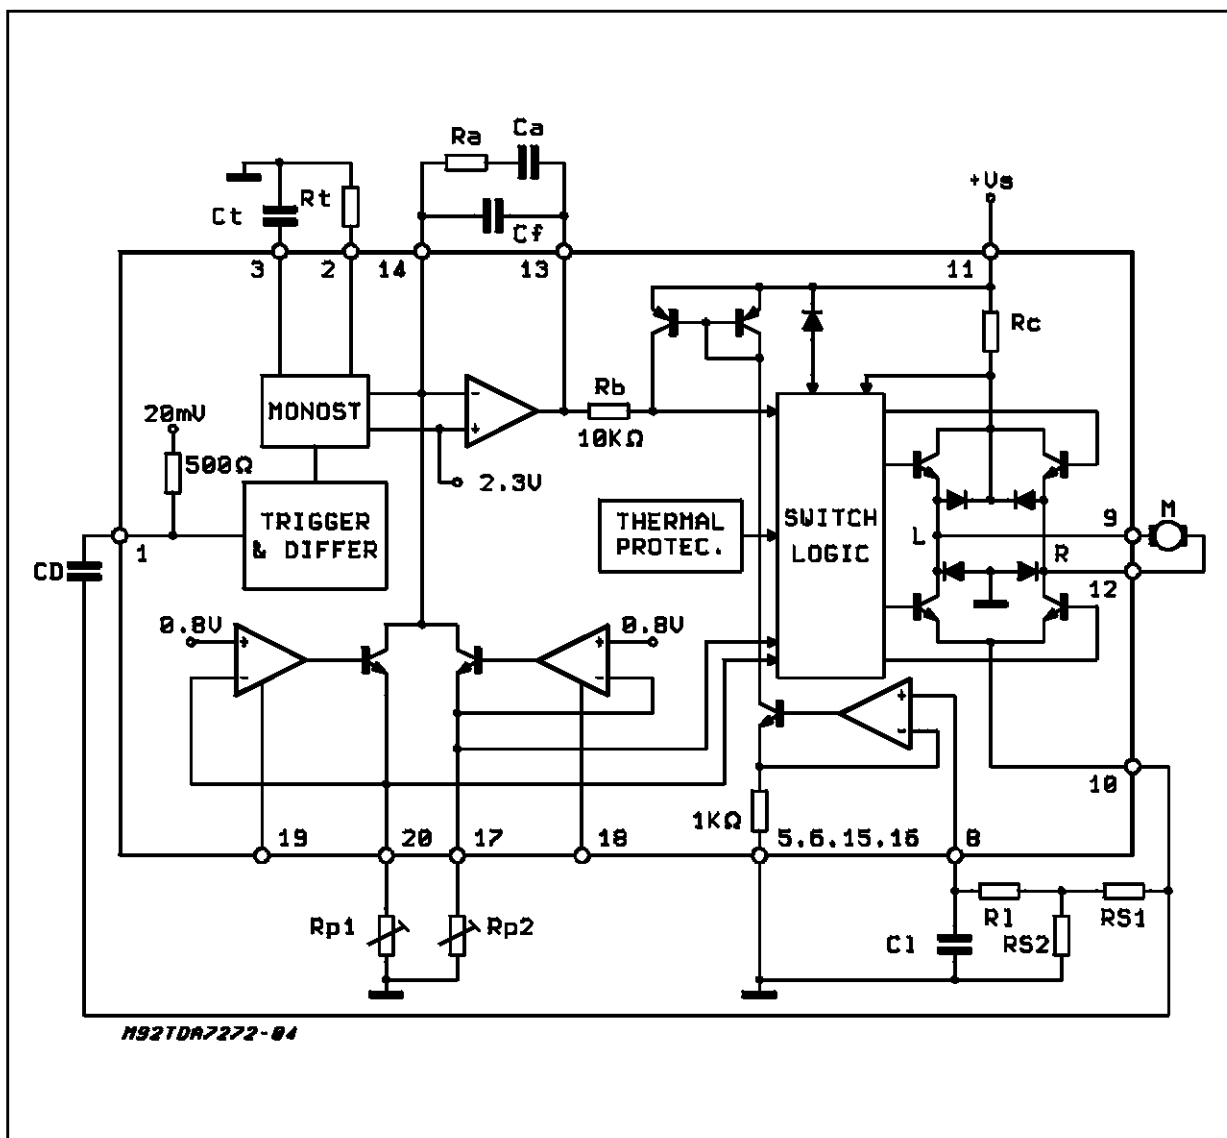 Ra
Ca
Ct
Rt
Cf
+Vs
3
2
14
13
11
Rc
MONOST
-
+
Rb
10KΩ
20mV
500Ω
2.3V
TRIGGER
& DIFFER
THERMAL
PROTEC.
SWITCH
LOGIC
L
R
9
M
12
1
CD
0.8V
+
-
0.8V
+
-
+
-
10
1KΩ
19
20
17
18
5,6,15,16
8
Rp1
Rp2
Cl
Rl
RS2
RS1
M92TDA7272-04